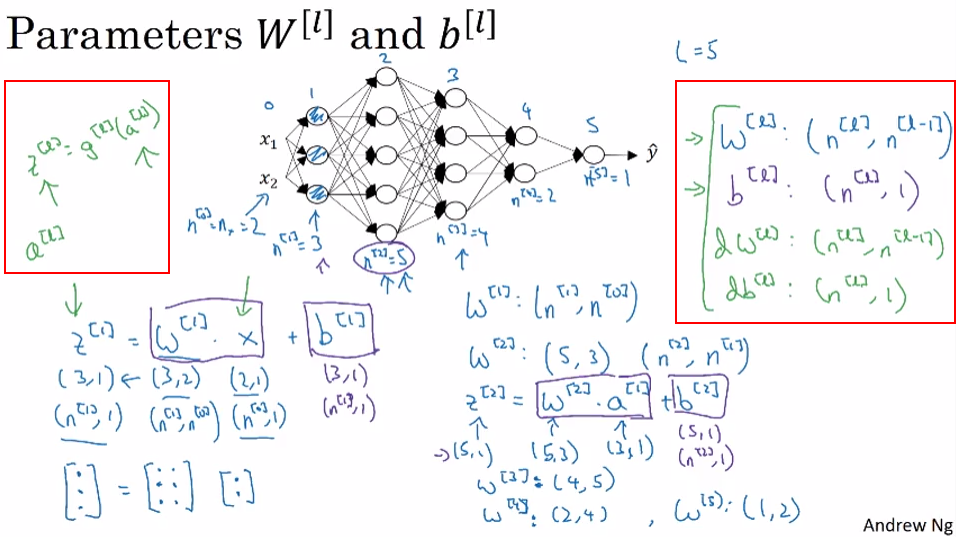 Parameters W^[l] and b^[l]
L = 5
z^[l] = g^[l](a^[l])
a^[l]
0
1
2
3
4
5
x₁
x₂
ŷ
n^[0] = nₓ = 2
n^[1] = 3
n^[2] = 5
n^[3] = 4
n^[4] = 2
n^[5] = 1
→ W^[l] : (n^[l], n^[l-1])
→ b^[l] : (n^[l], 1)
dW^[l] : (n^[l], n^[l-1])
db^[l] : (n^[l], 1)
z^[1] = W^[1] · x + b^[1]
(3,1) ← (3,2) (2,1) (3,1)
(n^[1], 1) (n^[1], n^[0]) (n^[0], 1) (n^[1], 1)
[⋮] = [⋮ ⋮] [:]
W^[1] : (n^[1], n^[0])
W^[2] : (5, 3) (n^[2], n^[1])
z^[2] = W^[2] · a^[1] + b^[2]
→ (5,1) (5,3) (3,1) (5,1)
(n^[2], 1)
W^[3] : (4, 5)
W^[4] : (2, 4) , W^[5] : (1, 2)
Andrew Ng